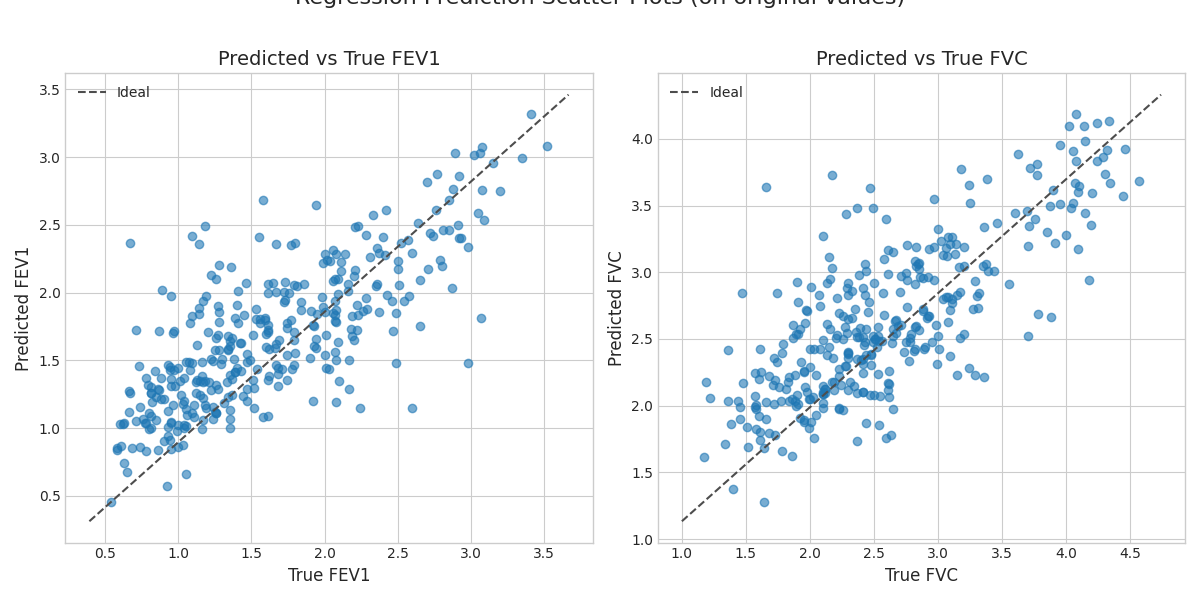 Regression Prediction Scatter Plots (on original values)
Predicted vs True FEV1
Ideal
Predicted FEV1
3.5
3.0
2.5
2.0
1.5
1.0
0.5
0.5 1.0 1.5 2.0 2.5 3.0 3.5
True FEV1
Predicted vs True FVC
Ideal
Predicted FVC
4.0
3.5
3.0
2.5
2.0
1.5
1.0
1.0 1.5 2.0 2.5 3.0 3.5 4.0 4.5
True FVC